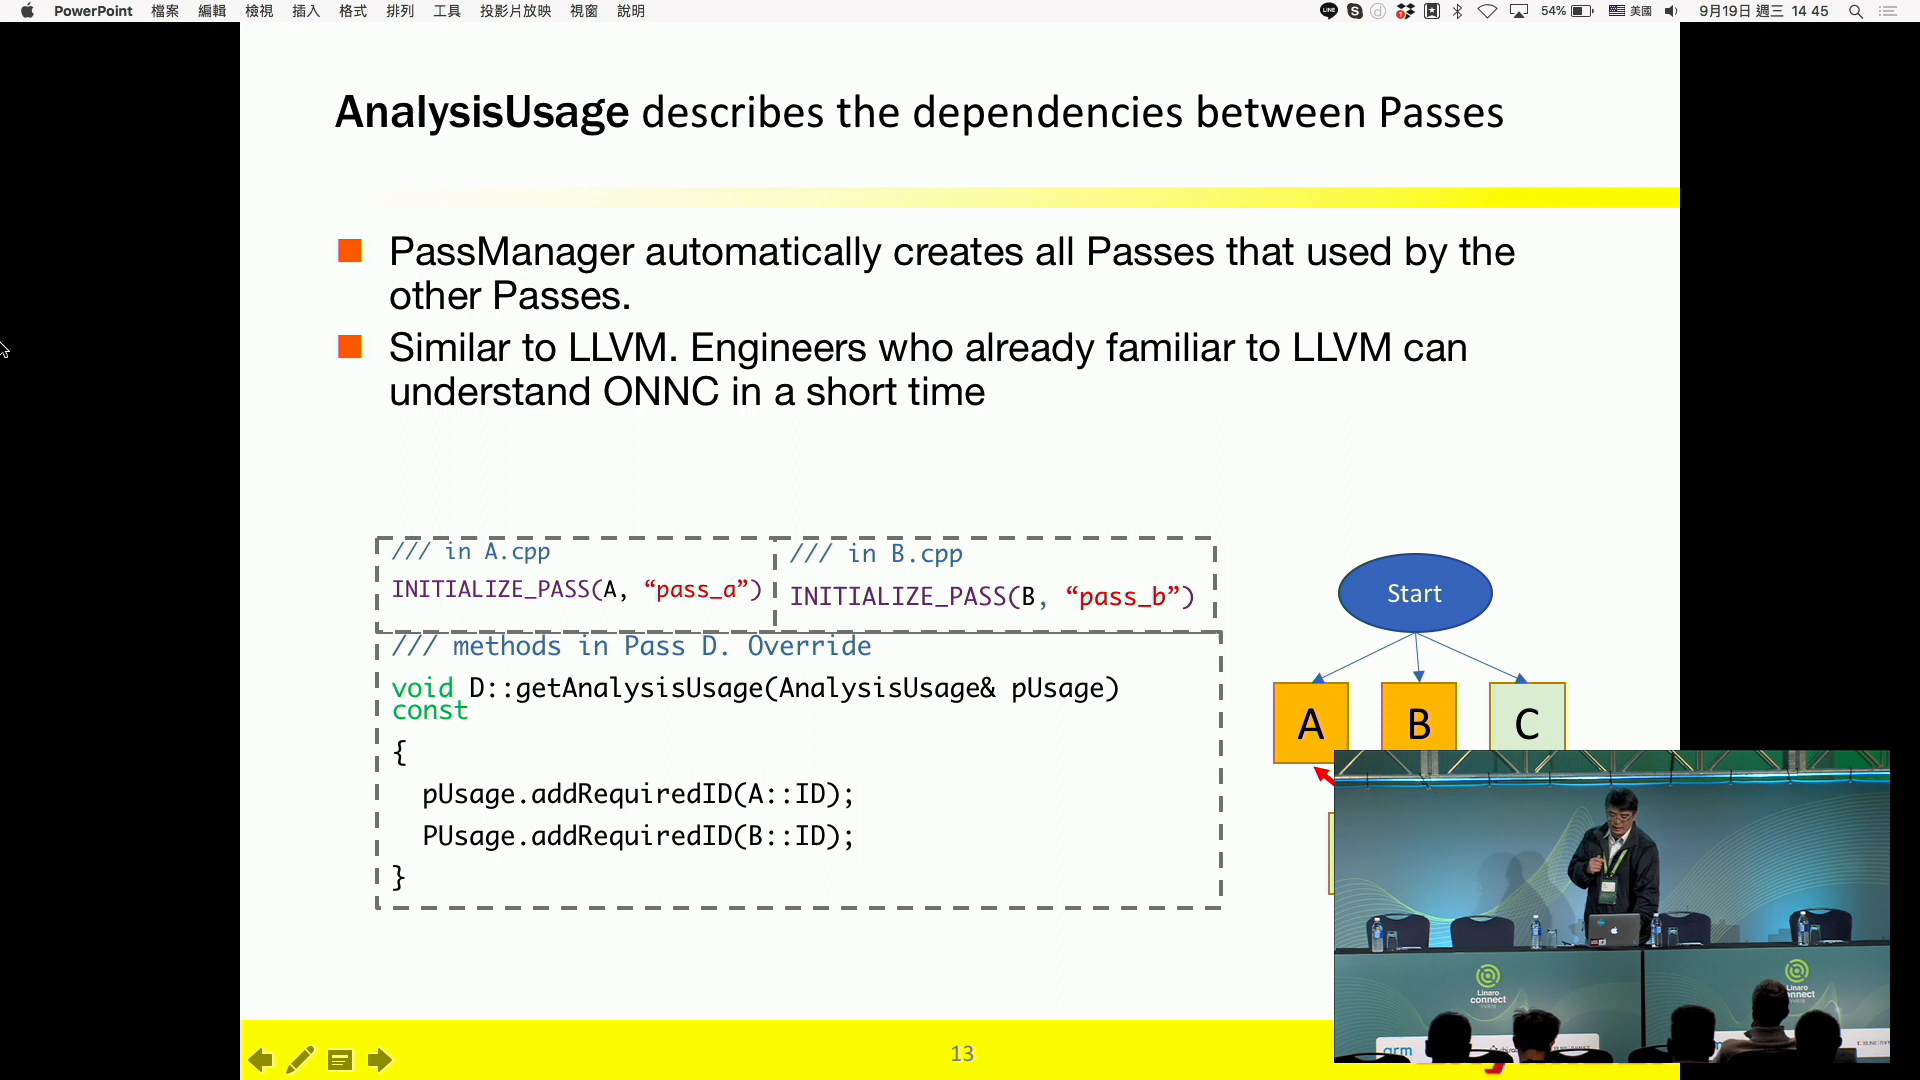 PowerPoint 檔案 編輯 檢視 插入 格式 排列 工具 投影片放映 視窗 說明 54% 美國 9月19日 週三 14 45
AnalysisUsage describes the dependencies between Passes
PassManager automatically creates all Passes that used by the
other Passes.
Similar to LLVM. Engineers who already familiar to LLVM can
understand ONNC in a short time
/// in A.cpp
INITIALIZE_PASS(A, “pass_a”)
/// in B.cpp
INITIALIZE_PASS(B, “pass_b”)
/// methods in Pass D. Override
void D::getAnalysisUsage(AnalysisUsage& pUsage)
const
{
pUsage.addRequiredID(A::ID);
PUsage.addRequiredID(B::ID);
}
Start
A B C
Linaro
connect
arm
13